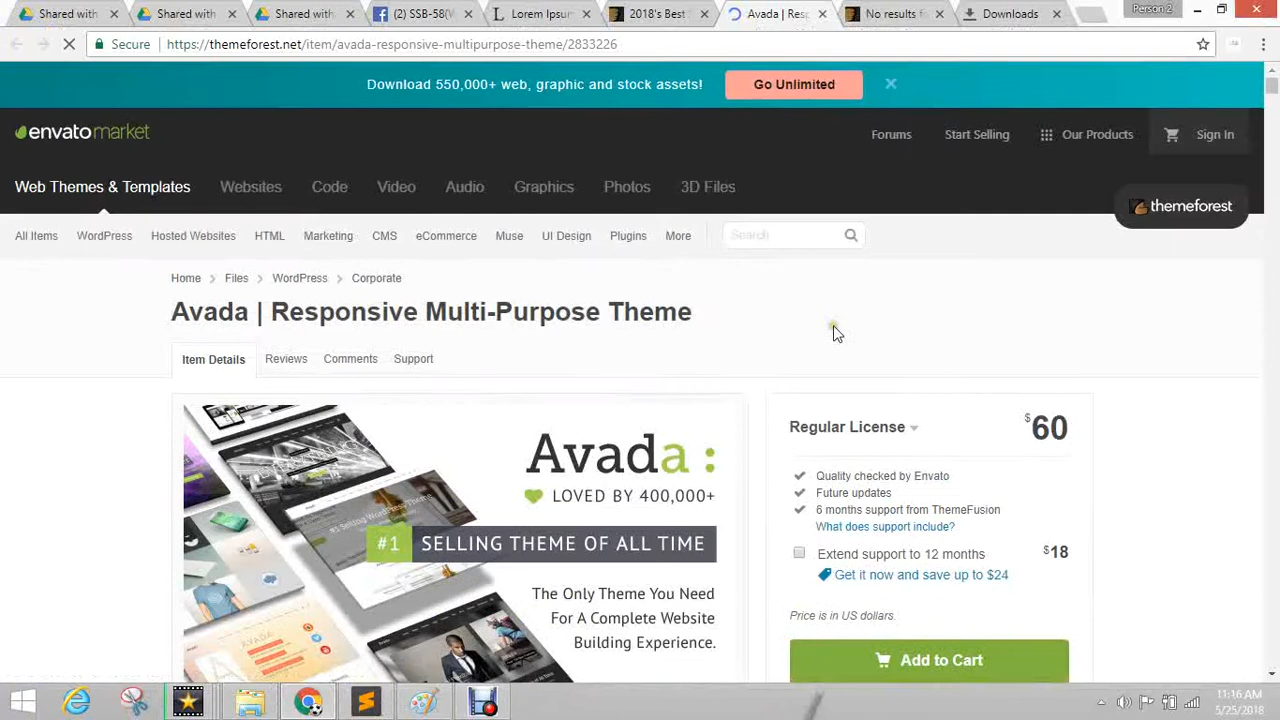 Shared with
Shared with
Shared with
(2) SSB-58(W
Lorem Ipsum
2018's Best
Avada | Resp
No results f
Downloads
Person 2
Secure
https://themeforest.net/item/avada-responsive-multipurpose-theme/2833226
Download 550,000+ web, graphic and stock assets!
Go Unlimited
envatomarket
Forums
Start Selling
Our Products
Sign In
Web Themes & Templates
Websites
Code
Video
Audio
Graphics
Photos
3D Files
themeforest
All Items
WordPress
Hosted Websites
HTML
Marketing
CMS
eCommerce
Muse
UI Design
Plugins
More
Search
Home
Files
WordPress
Corporate
Avada | Responsive Multi-Purpose Theme
Item Details
Reviews
Comments
Support
Avada :
LOVED BY 400,000+
#1 SELLING THEME OF ALL TIME
The Only Theme You Need
For A Complete Website
Building Experience.
AVADA
Regular License
$60
Quality checked by Envato
Future updates
6 months support from ThemeFusion
What does support include?
Extend support to 12 months
$18
Get it now and save up to $24
Price is in US dollars.
Add to Cart
11:16 AM
5/25/2018